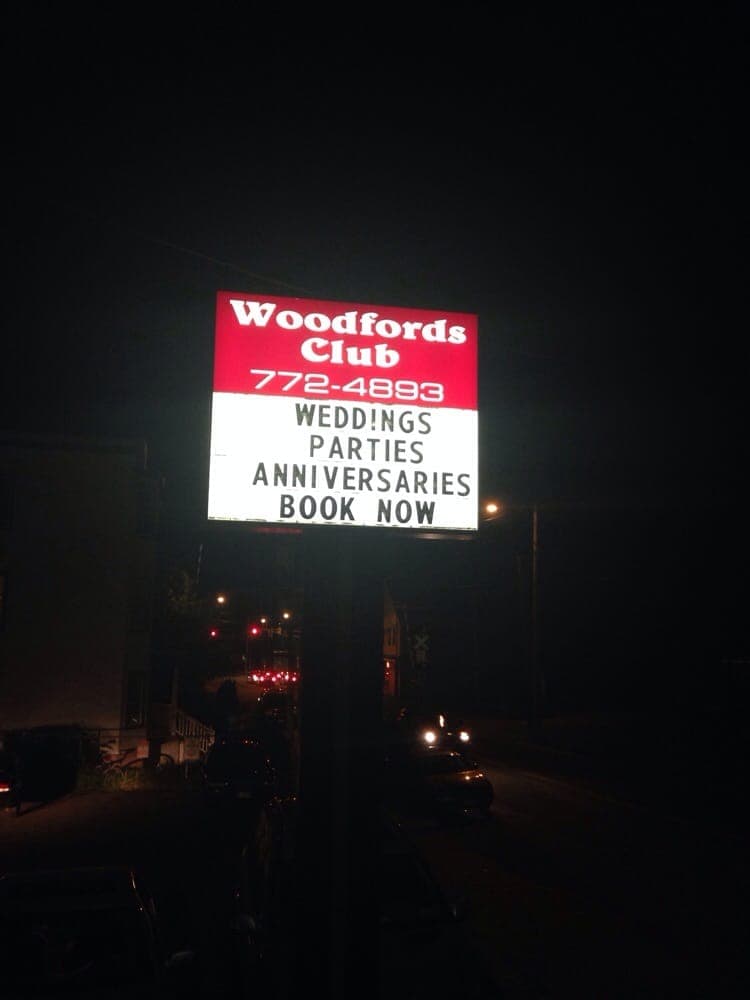 Woodfords
Club
772-4893
WEDDINGS
PARTIES
ANNIVERSARIES
BOOK NOW